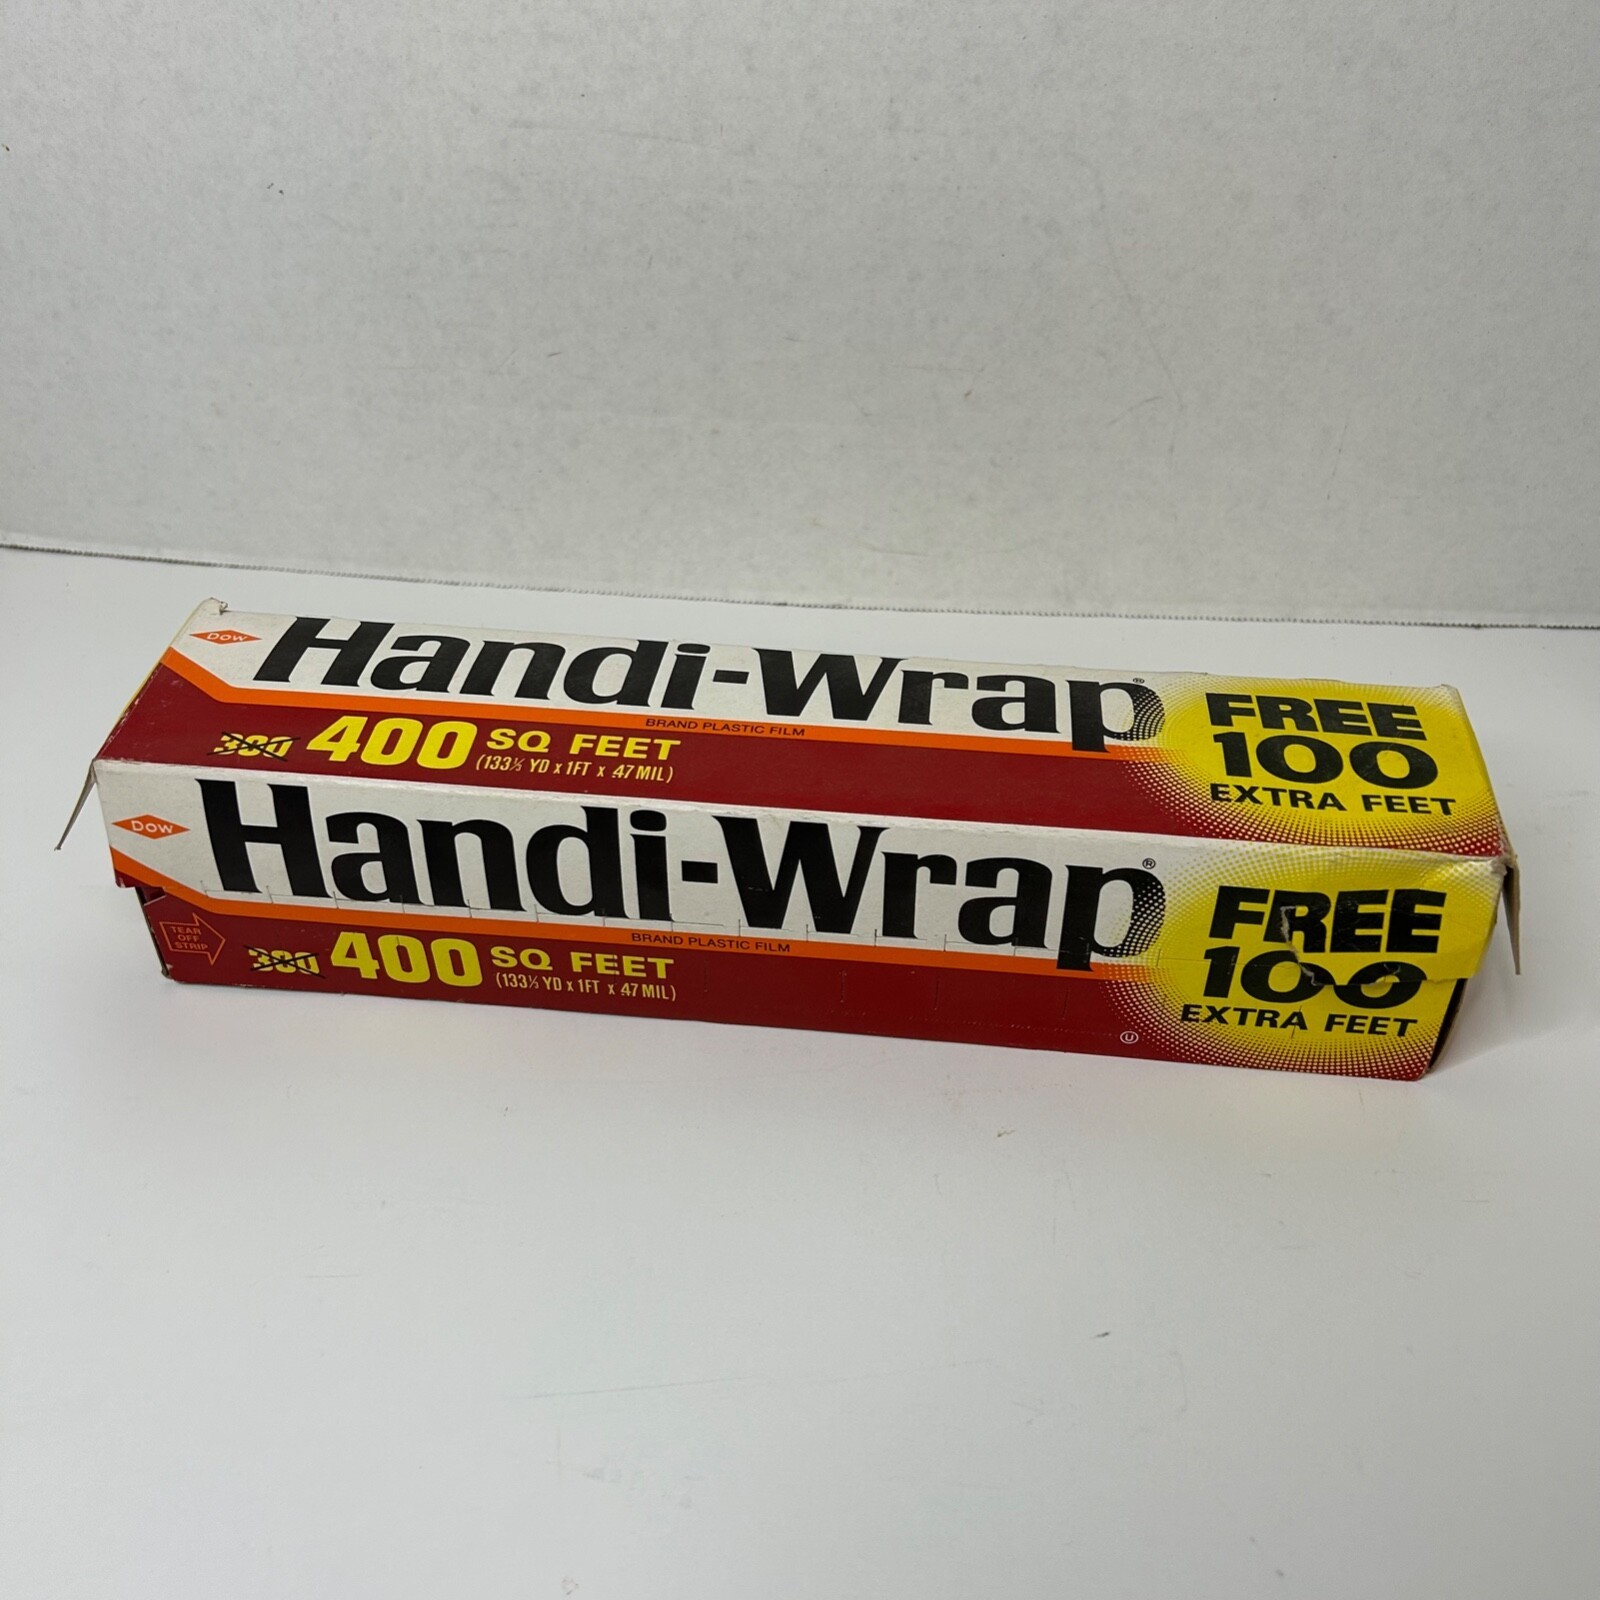 DOW
Handi-Wrap®
BRAND PLASTIC FILM
300 400 SQ FEET
(133⅓ YD x 1FT x .47 MIL)
FREE
100
EXTRA FEET
DOW
Handi-Wrap®
BRAND PLASTIC FILM
TEAR
OFF
STRIP
300 400 SQ FEET
(133⅓ YD x 1FT x .47 MIL)
FREE
100
EXTRA FEET
U